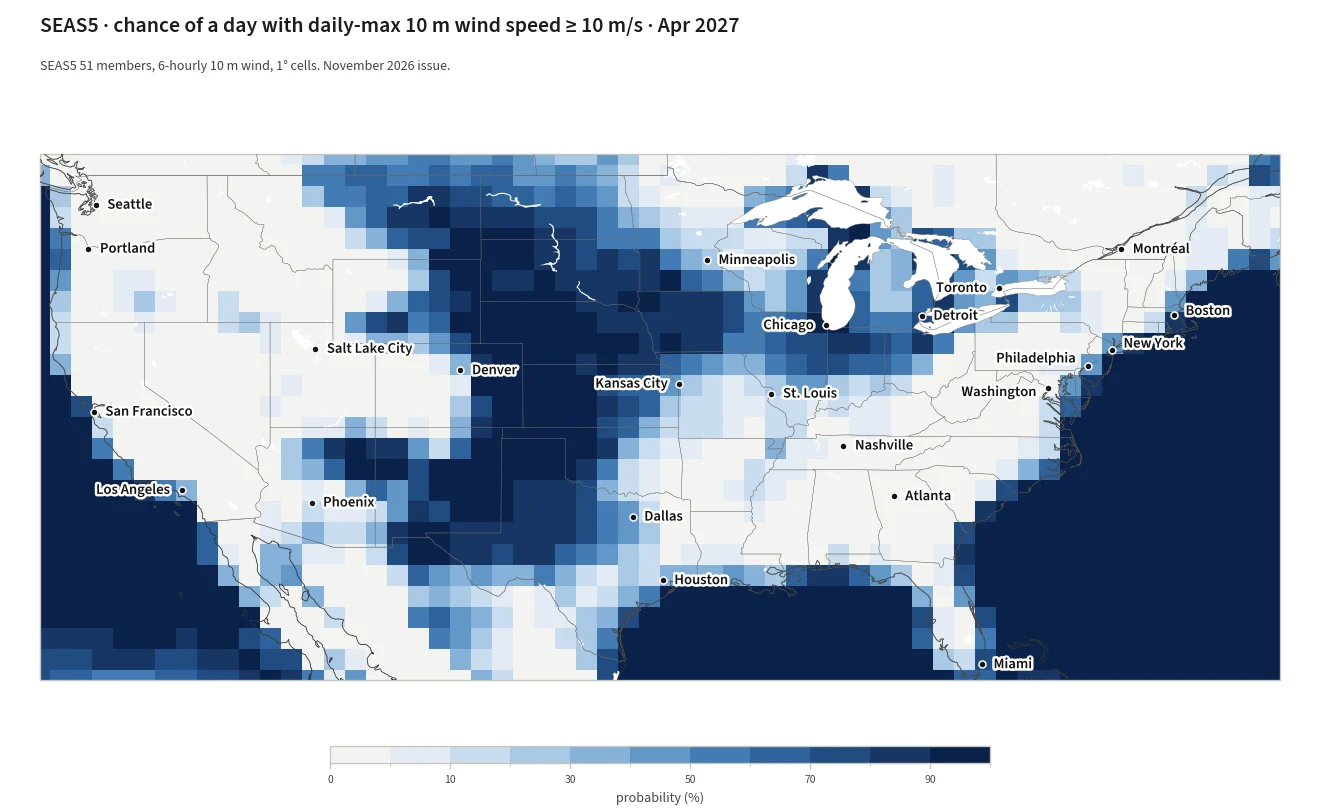 SEAS5 · chance of a day with daily-max 10 m wind speed ≥ 10 m/s · Apr 2027
SEAS5 51 members, 6-hourly 10 m wind, 1° cells. November 2026 issue.
Seattle
Portland
Montréal
Minneapolis
Toronto
Boston
Detroit
Chicago
New York
Salt Lake City
Philadelphia
Denver
Kansas City
St. Louis
Washington
San Francisco
Nashville
Los Angeles
Atlanta
Phoenix
Dallas
Houston
Miami
0 10 30 50 70 90
probability (%)